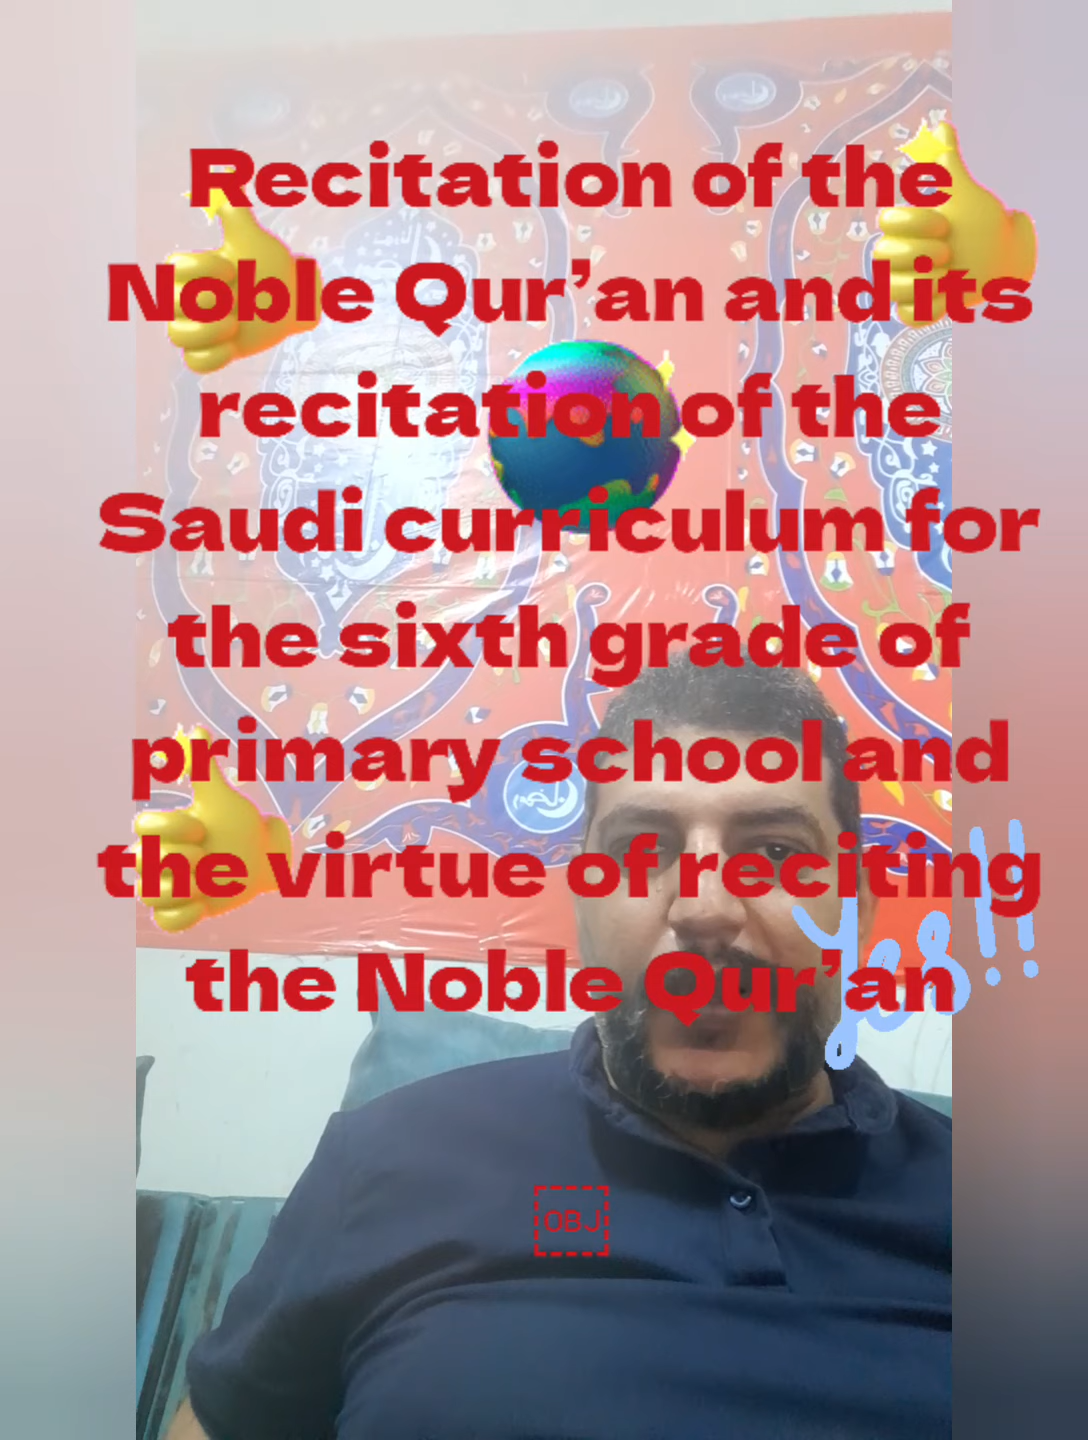 Recitation of the
Noble Qur’an and its
recitation of the
Saudi curriculum for
the sixth grade of
primary school and
the virtue of reciting
the Noble Qur’an
Yes!!
OBJ